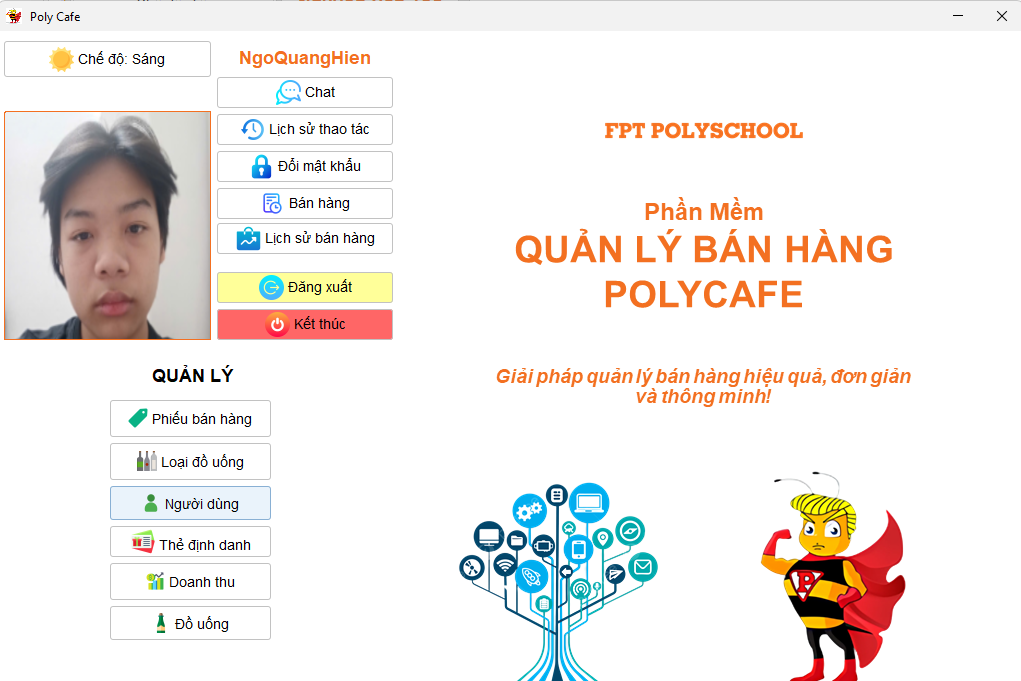 Poly Cafe
Chế độ: Sáng
NgoQuangHien
Chat
Lịch sử thao tác
Đổi mật khẩu
Bán hàng
Lịch sử bán hàng
Đăng xuất
Kết thúc
QUẢN LÝ
Phiếu bán hàng
Loại đồ uống
Người dùng
Thẻ định danh
Doanh thu
Đồ uống
FPT POLYSCHOOL
Phần Mềm
QUẢN LÝ BÁN HÀNG
POLYCAFE
Giải pháp quản lý bán hàng hiệu quả, đơn giản
và thông minh!
P